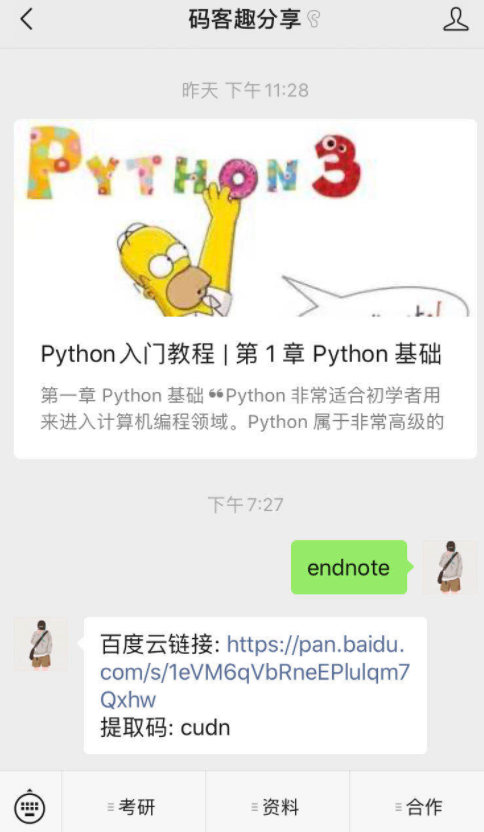 码客趣分享
昨天 下午11:28
PYTHON 3
Python入门教程 | 第 1 章 Python 基础
第一章 Python 基础 ❝Python 非常适合初学者用
来进入计算机编程领域。Python 属于非常高级的
下午 7:27
endnote
百度云链接: https://pan.baidu.
com/s/1eVM6qVbRneEPlulqm7
Qxhw
提取码: cudn
考研
资料
合作